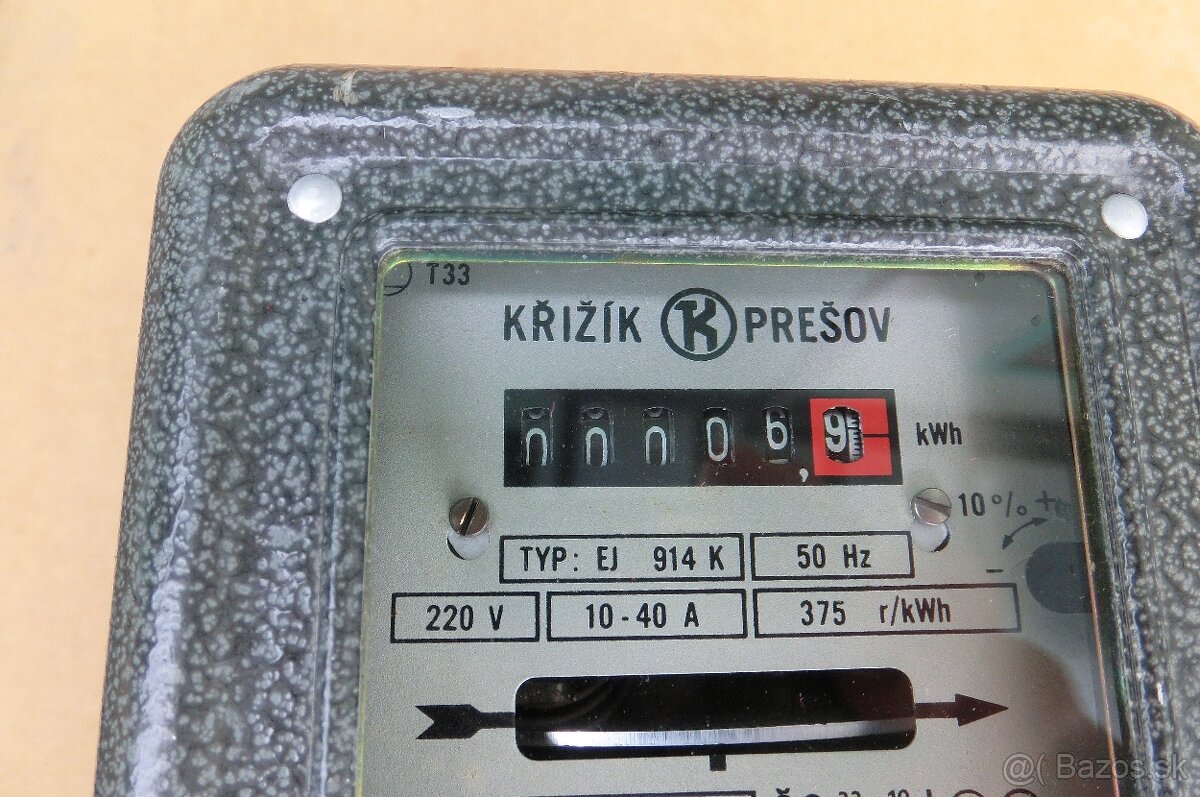 T33
KŘIŽÍK K PREŠOV
0 0 0 0 6 , 9 kWh
10 % +
-
TYP: EJ 914 K 50 Hz
220 V 10-40 A 375 r/kWh
@( Bazos.sk